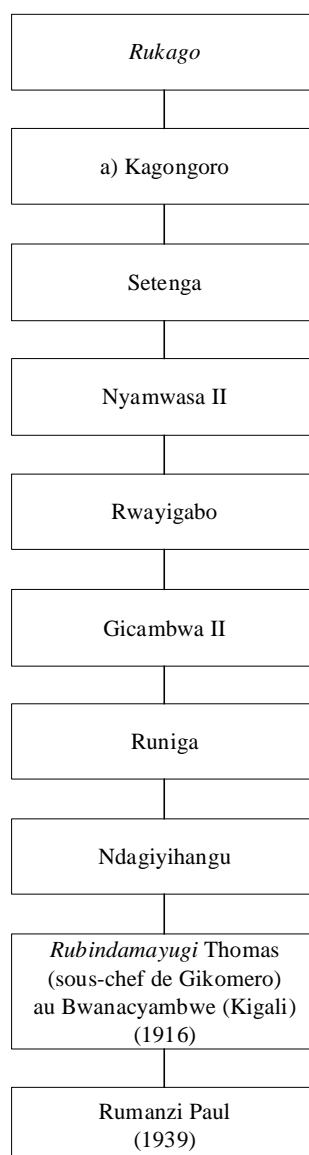 Rukago
a) Kagongoro
Setenga
Nyamwasa II
Rwayigabo
Gicambwa II
Runiga
Ndagiyihangu
Rubindamayugi Thomas
(sous-chef de Gikomero)
au Bwanacyambwe (Kigali)
(1916)
Rumanzi Paul
(1939)